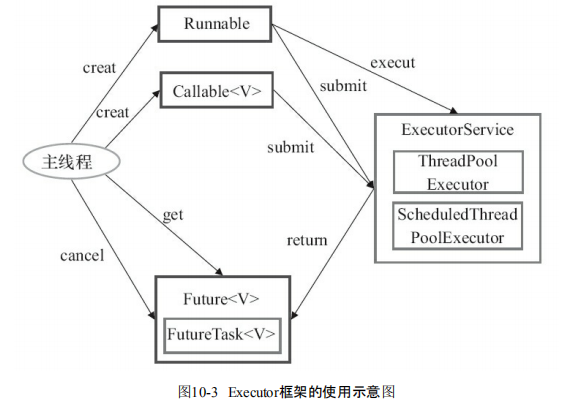 Runnable
creat
execut
submit
Callable<V>
creat
ExecutorService
ThreadPool
Executor
submit
主线程
ScheduledThread
PoolExecutor
get
return
cancel
Future<V>
FutureTask<V>
图10-3 Executor框架的使用示意图